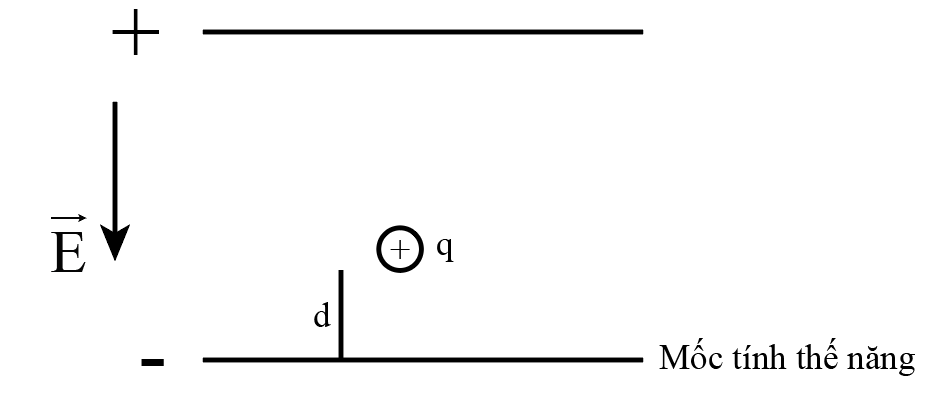 +
E
+ q
d
-
Mốc tính thế năng